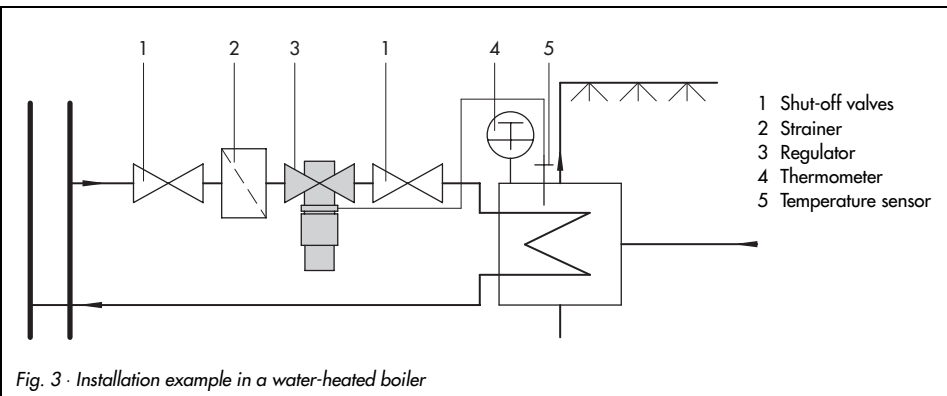 1 2 3 1 4 5
1 Shut-off valves
2 Strainer
3 Regulator
4 Thermometer
5 Temperature sensor
T
Fig. 3 · Installation example in a water-heated boiler